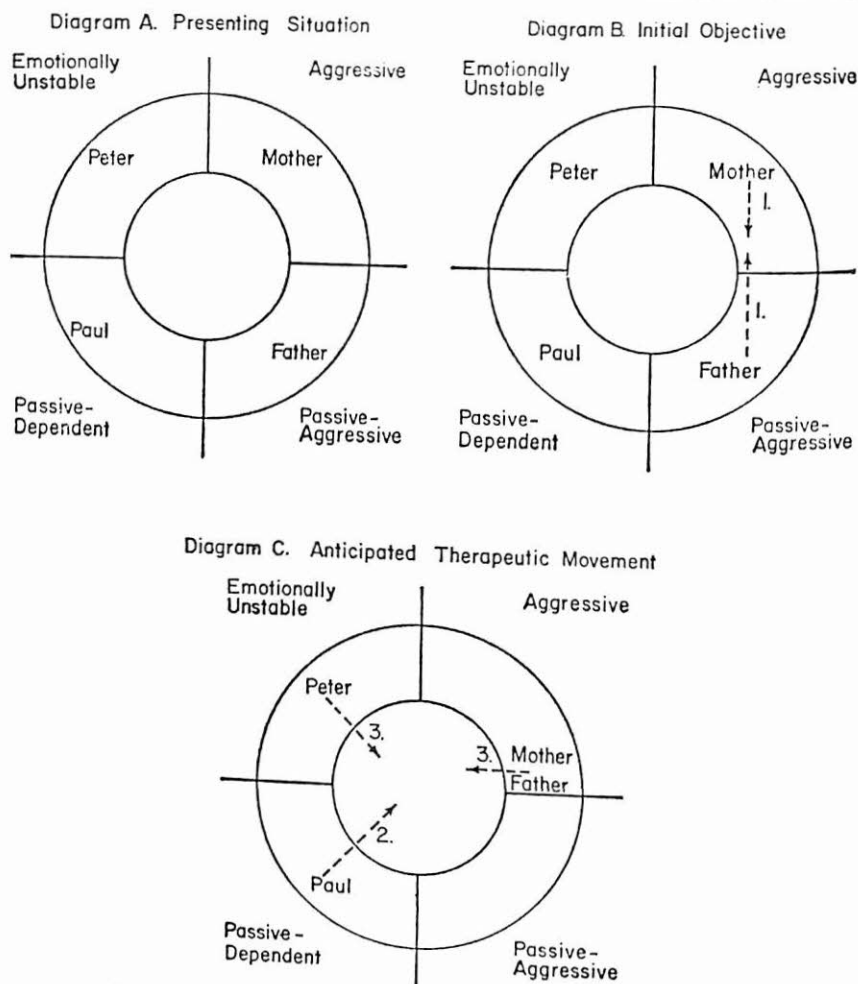 Diagram A. Presenting Situation
Emotionally
Unstable
Aggressive
Peter
Mother
Paul
Father
Passive-
Dependent
Passive-
Aggressive
Diagram B. Initial Objective
Emotionally
Unstable
Aggressive
Peter
Mother
1.
1.
Paul
Father
Passive-
Dependent
Passive-
Aggressive
Diagram C. Anticipated Therapeutic Movement
Emotionally
Unstable
Aggressive
Peter
3.
3.
Mother
Father
2.
Paul
Passive-
Dependent
Passive-
Aggressive